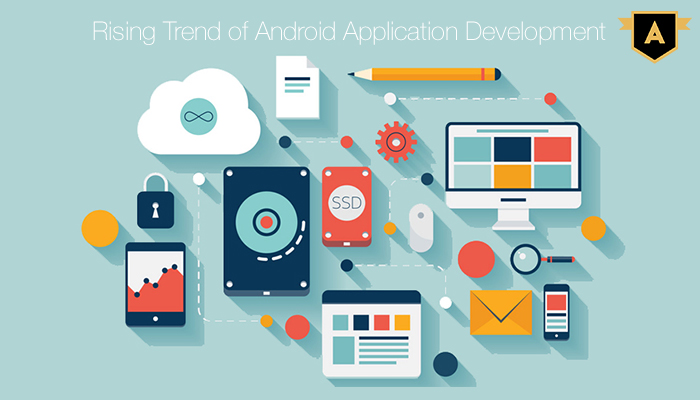 Rising Trend of Android Application Development
A
SSD